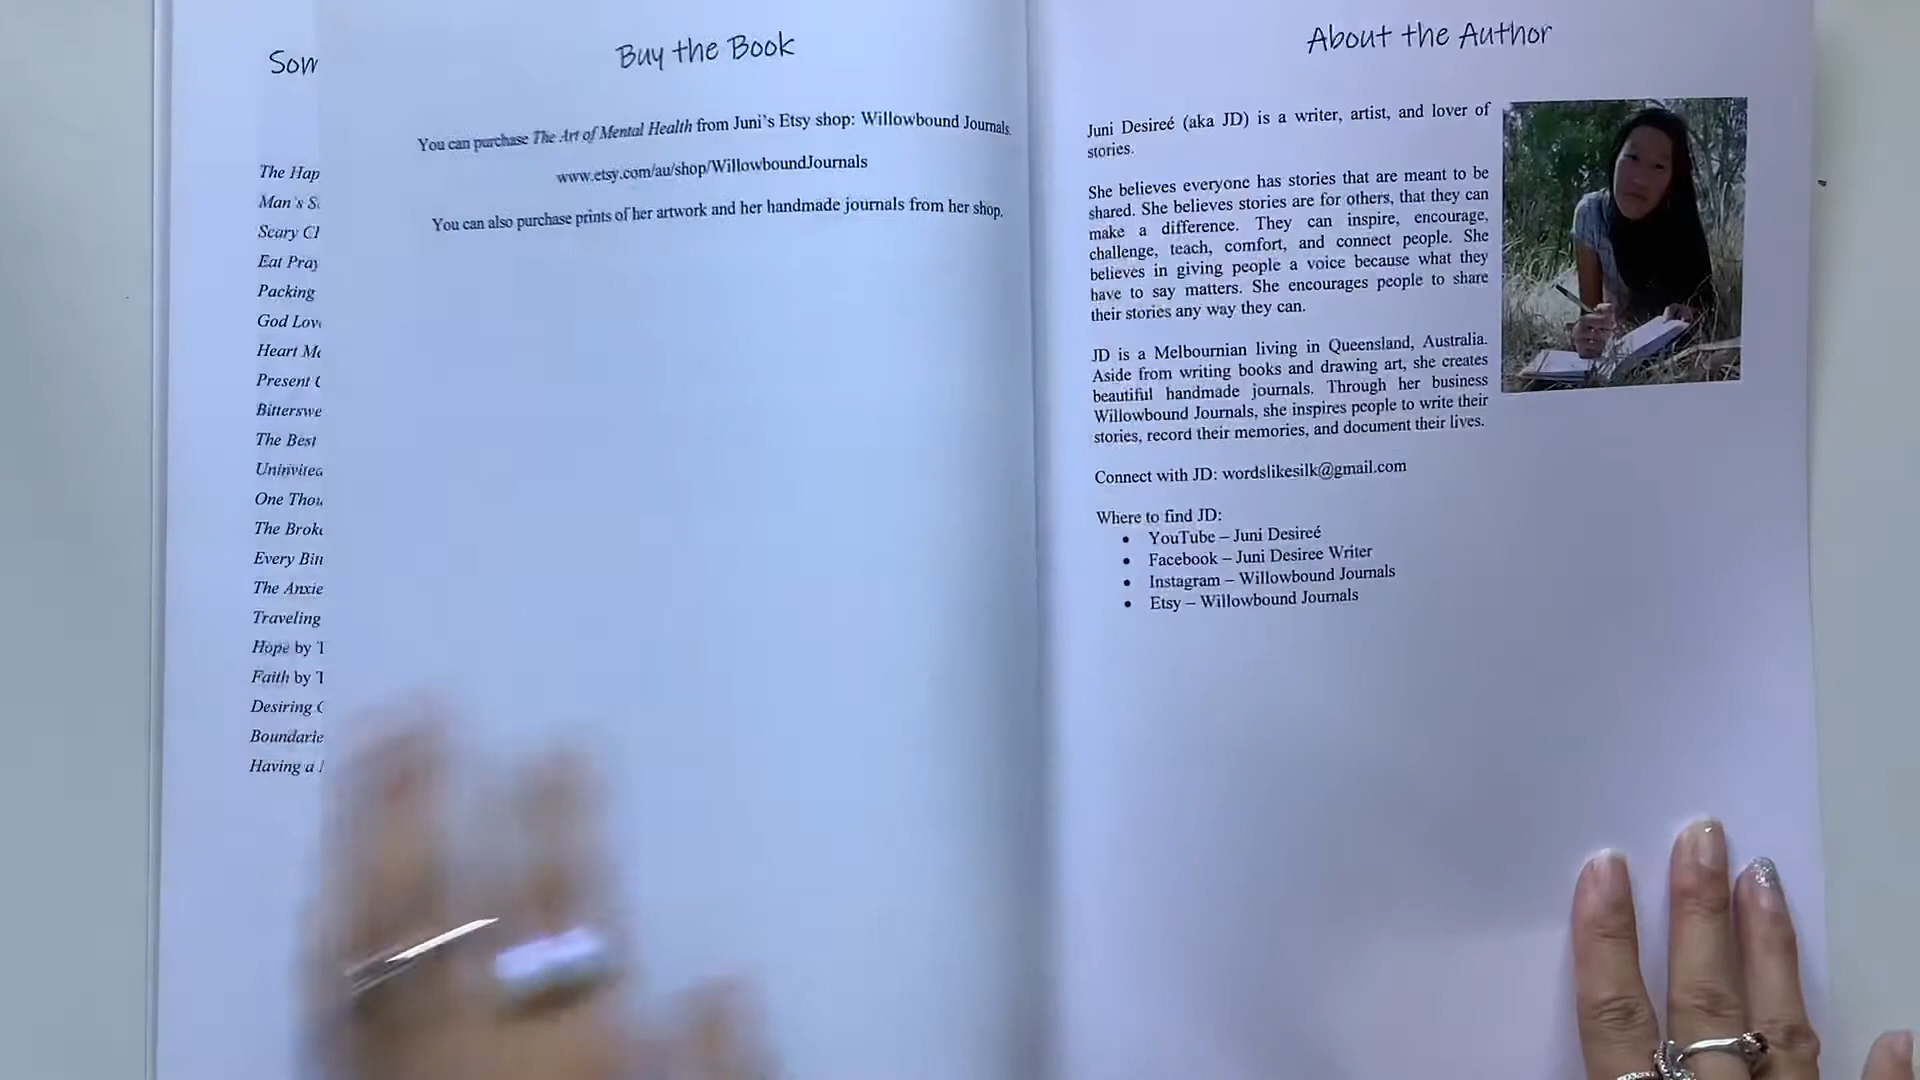 The
Man's
Scary
Eat Pray
Packing
God
Heart
Present
The Best
Uninvited
One
The
Every
The
Traveling
Hope by
Faith by
Desiring
Having a
Buy the Book
You can purchase The Art of Mental Health from Juni's Etsy shop: Willowbound Journals.
www.etsy.com/au/shop/WillowboundJournals
You can also purchase prints of her artwork and her handmade journals from her shop.
About the Author
Juni Desireé (aka JD) is a writer, artist, and lover of
stories.
She believes everyone has stories that are meant to be
shared. She believes stories are for others, that they can
make a difference. They can inspire, encourage,
challenge, teach, comfort, and connect people. She
believes in giving people a voice because what they
have to say matters. She encourages people to share
their stories any way they can.
JD is a Melbournian living in Queensland, Australia.
Aside from writing books and drawing art, she creates
beautiful handmade journals. Through her business
Willowbound Journals, she inspires people to write their
stories, record their memories, and document their lives.
Connect with JD: wordslikesilk@gmail.com
Where to find JD:
• YouTube – Juni Desireé
• Facebook – Juni Desiree Writer
• Instagram – Willowbound Journals
• Etsy – Willowbound Journals